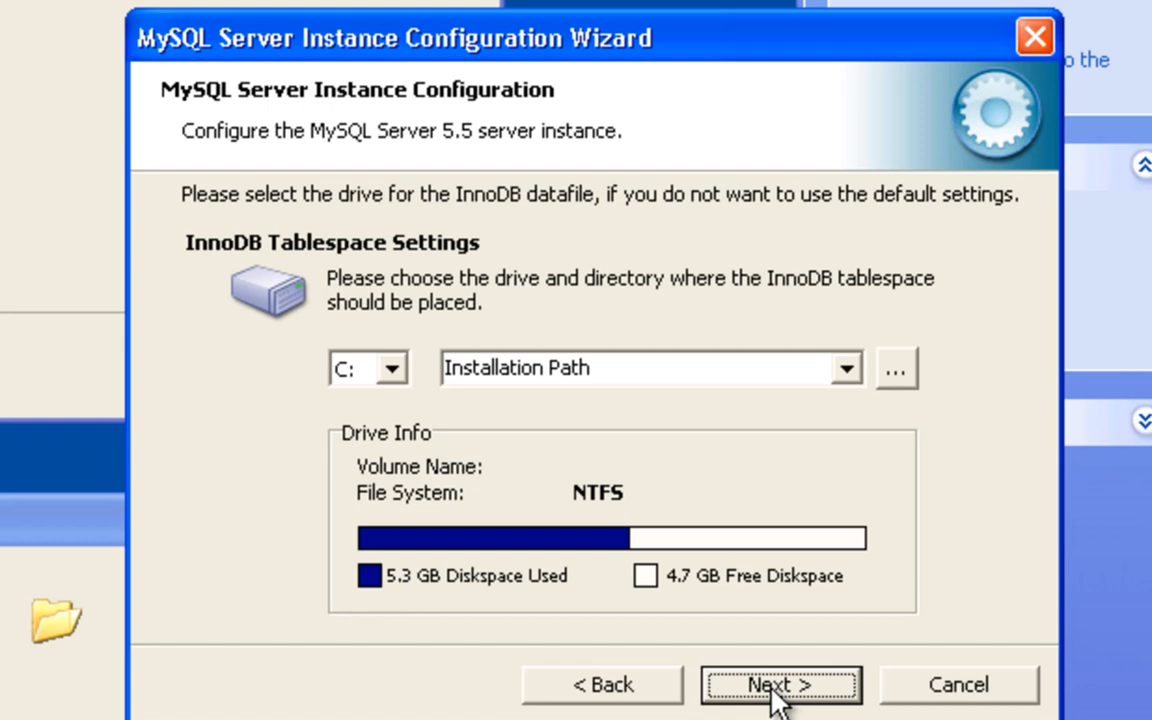 MySQL Server Instance Configuration Wizard
o the
MySQL Server Instance Configuration
Configure the MySQL Server 5.5 server instance.
Please select the drive for the InnoDB datafile, if you do not want to use the default settings.
InnoDB Tablespace Settings
Please choose the drive and directory where the InnoDB tablespace
should be placed.
C: Installation Path ...
Drive Info
Volume Name:
File System: NTFS
5.3 GB Diskspace Used 4.7 GB Free Diskspace
< Back Next > Cancel